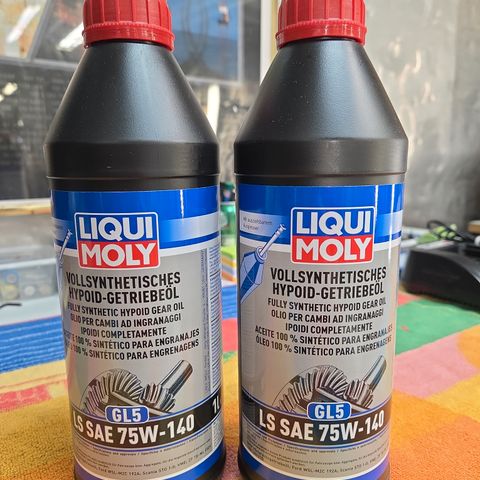 LIQUI
MOLY
VOLLSYNTHETISCHES
HYPOID-GETRIEBEÖL
FULLY SYNTHETIC HYPOID GEAR OIL
OLIO PER CAMBI AD INGRANAGGI
IPOIDI COMPLETAMENTE
ACEITE 100 % SINTÉTICO PARA ENGRANAJES
ÓLEO 100 % SINTÉTICO PARA ENGRENAGENS
GL5
LS SAE 75W-140
1L
LIQUI
MOLY
VOLLSYNTHETISCHES
HYPOID-GETRIEBEÖL
FULLY SYNTHETIC HYPOID GEAR OIL
OLIO PER CAMBI AD INGRANAGGI
IPOIDI COMPLETAMENTE
ACEITE 100 % SINTÉTICO PARA ENGRANAJES
ÓLEO 100 % SINTÉTICO PARA ENGRENAGENS
GL5
LS SAE 75W-140